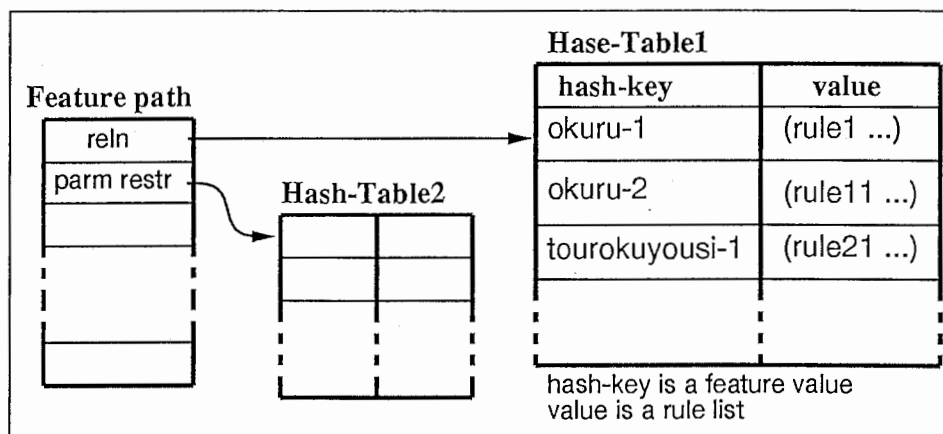 Hase-Table1
hash-key value
Feature path
reln
okuru-1 (rule1 ...)
parm restr
Hash-Table2
okuru-2 (rule11 ...)
tourokuyousi-1 (rule21 ...)
hash-key is a feature value
value is a rule list